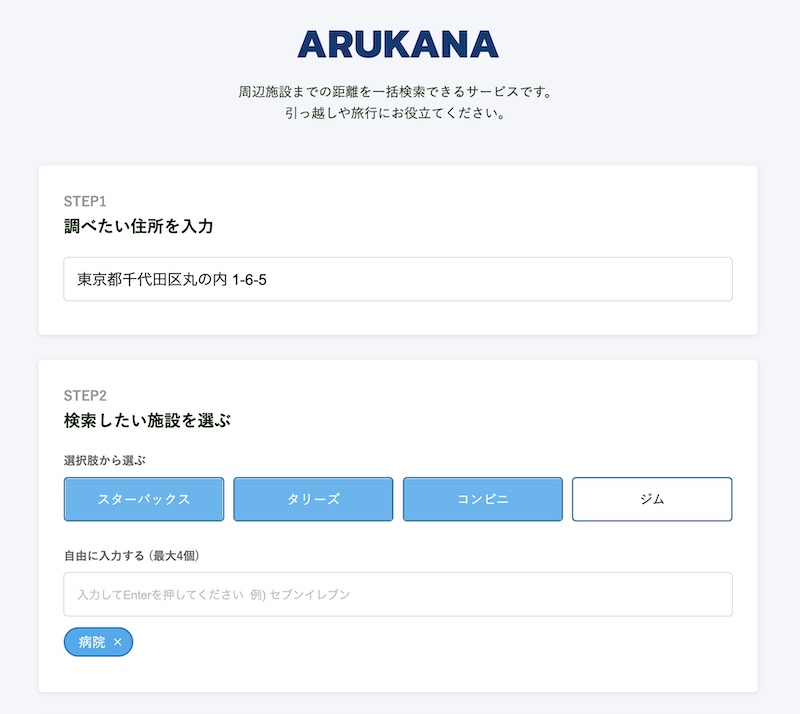 ARUKANA
周辺施設までの距離を一括検索できるサービスです。
引っ越しや旅行にお役立てください。
STEP1
調べたい住所を入力
東京都千代田区丸の内 1-6-5
STEP2
検索したい施設を選ぶ
選択肢から選ぶ
スターバックス タリーズ コンビニ ジム
自由に入力する (最大4個)
入力してEnterを押してください 例) セブンイレブン
病院 ×